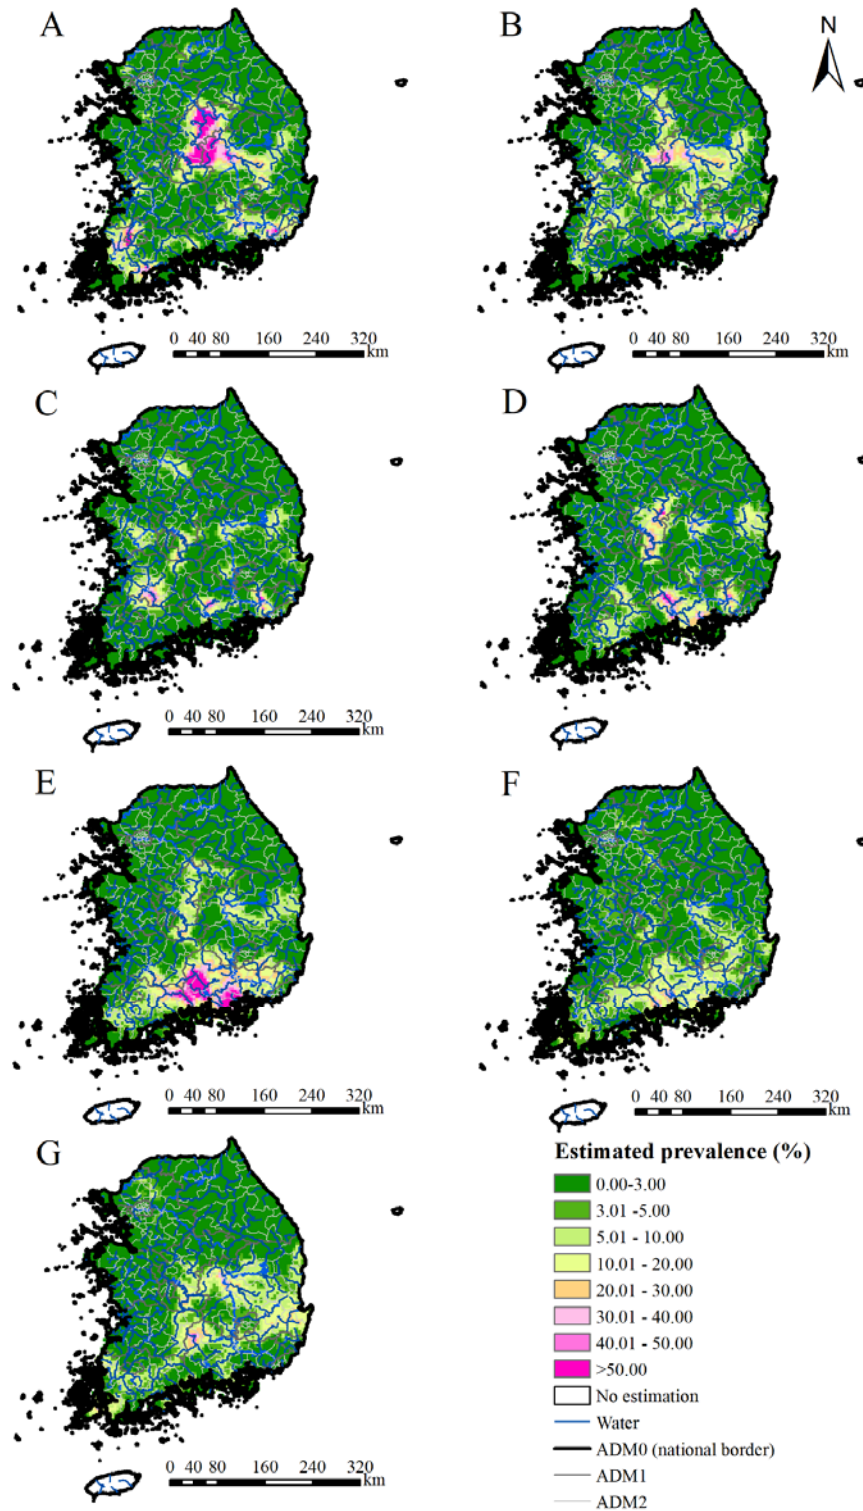 A
B
N
0 40 80 160 240 320
km
0 40 80 160 240 320
km
C
D
0 40 80 160 240 320
km
0 40 80 160 240 320
km
E
F
0 40 80 160 240 320
km
0 40 80 160 240 320
km
G
Estimated prevalence (%)
0.00-3.00
3.01 -5.00
5.01 - 10.00
10.01 - 20.00
20.01 - 30.00
30.01 - 40.00
40.01 - 50.00
>50.00
No estimation
Water
ADM0 (national border)
ADM1
ADM2
0 40 80 160 240 320
km